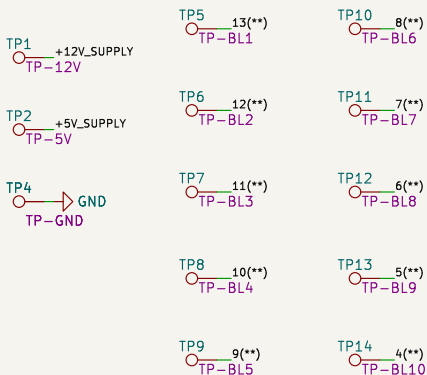 TP1
+12V_SUPPLY
TP-12V
TP2
+5V_SUPPLY
TP-5V
TP4
GND
TP-GND
TP5
13(**)
TP-BL1
TP6
12(**)
TP-BL2
TP7
11(**)
TP-BL3
TP8
10(**)
TP-BL4
TP9
9(**)
TP-BL5
TP10
8(**)
TP-BL6
TP11
7(**)
TP-BL7
TP12
6(**)
TP-BL8
TP13
5(**)
TP-BL9
TP14
4(**)
TP-BL10